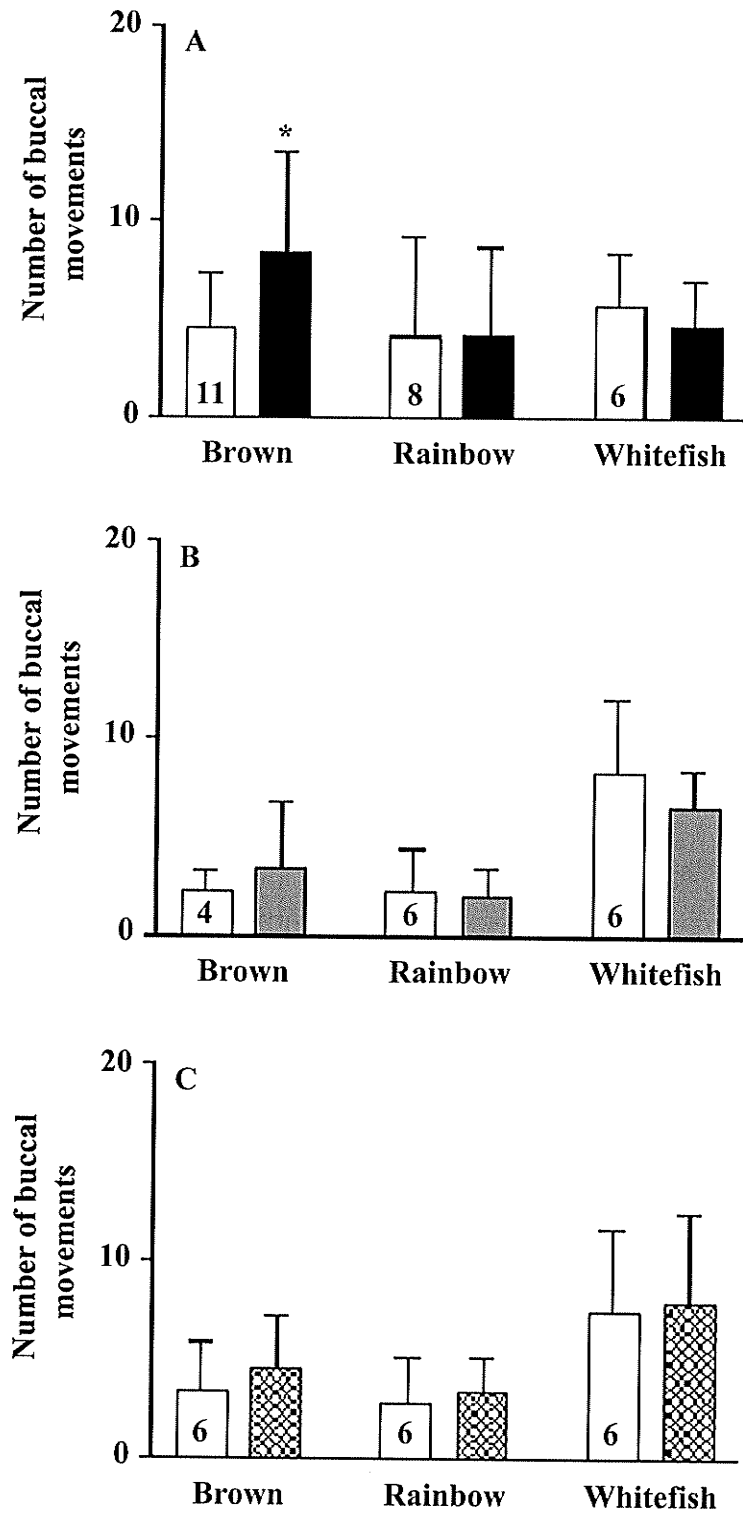 20
A
Number of buccal
movements
*
10
11
8
6
0
Brown
Rainbow
Whitefish
20
B
Number of buccal
movements
10
4
6
6
0
Brown
Rainbow
Whitefish
20
C
Number of buccal
movements
10
6
6
6
0
Brown
Rainbow
Whitefish